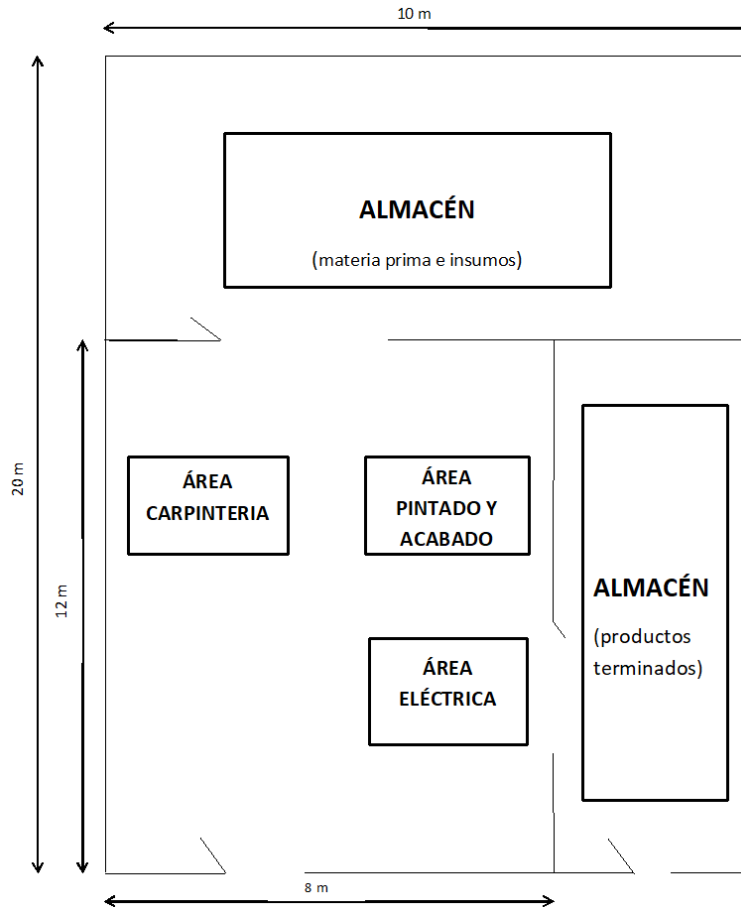 10 m
ALMACÉN
(materia prima e insumos)
20 m
12 m
ÁREA
CARPINTERIA
ÁREA
PINTADO Y
ACABADO
ALMACÉN
(productos
terminados)
ÁREA
ELÉCTRICA
8 m